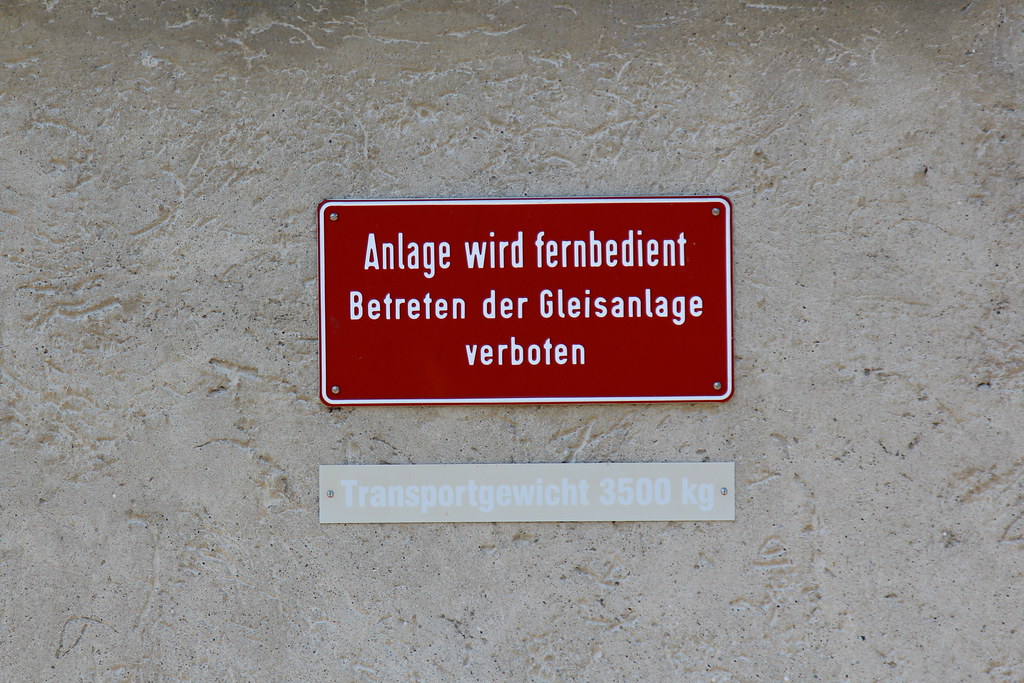 Anlage wird fernbedient
Betreten der Gleisanlage
verboten
Transportgewicht 3500 kg